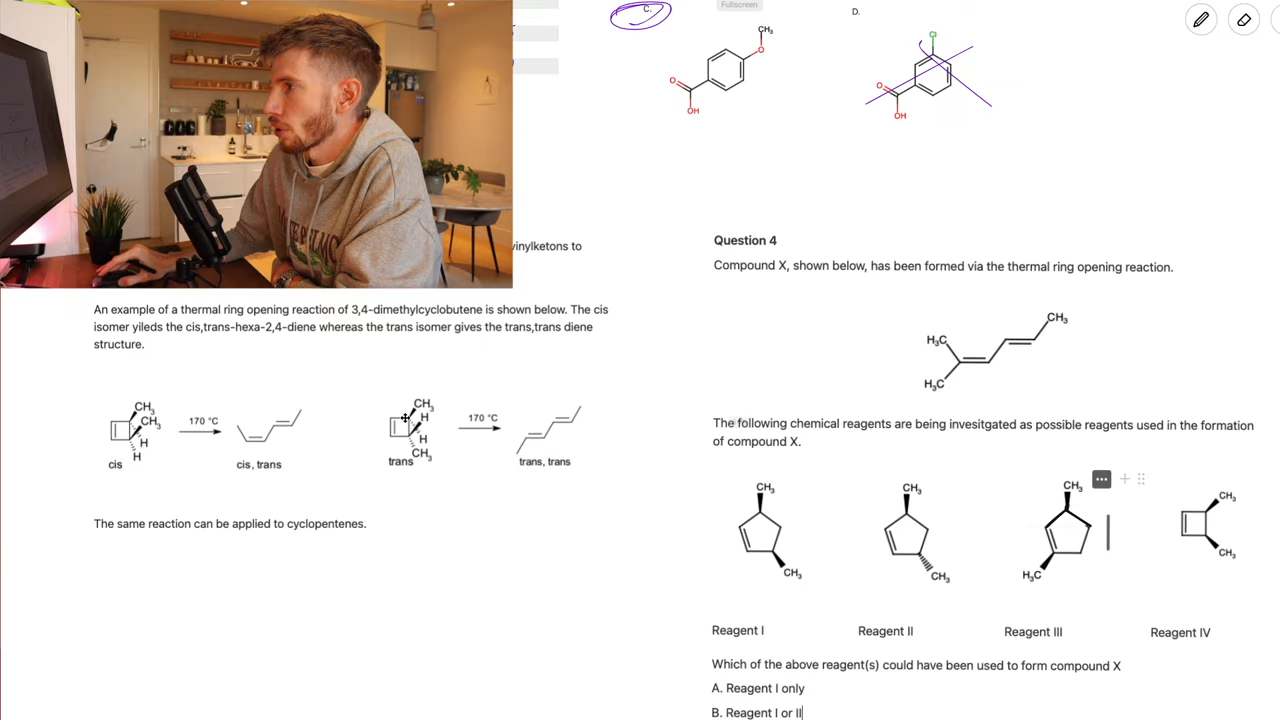 C.
Fullscreen
D.
CH₃
O
O
OH
Cl
O
OH
vinylketons to
An example of a thermal ring opening reaction of 3,4-dimethylcyclobutene is shown below. The cis
isomer yileds the cis,trans-hexa-2,4-diene whereas the trans isomer gives the trans,trans diene
structure.
CH₃
CH₃
H
H
cis
170 °C
cis, trans
CH₃
H
H
CH₃
trans
170 °C
trans, trans
The same reaction can be applied to cyclopentenes.
Question 4
Compound X, shown below, has been formed via the thermal ring opening reaction.
CH₃
H₃C
H₃C
The following chemical reagents are being invesitgated as possible reagents used in the formation
of compound X.
CH₃
CH₃
CH₃
CH₃
CH₃
H₃C
CH₃
CH₃
Reagent I
Reagent II
Reagent III
Reagent IV
Which of the above reagent(s) could have been used to form compound X
A. Reagent I only
B. Reagent I or II